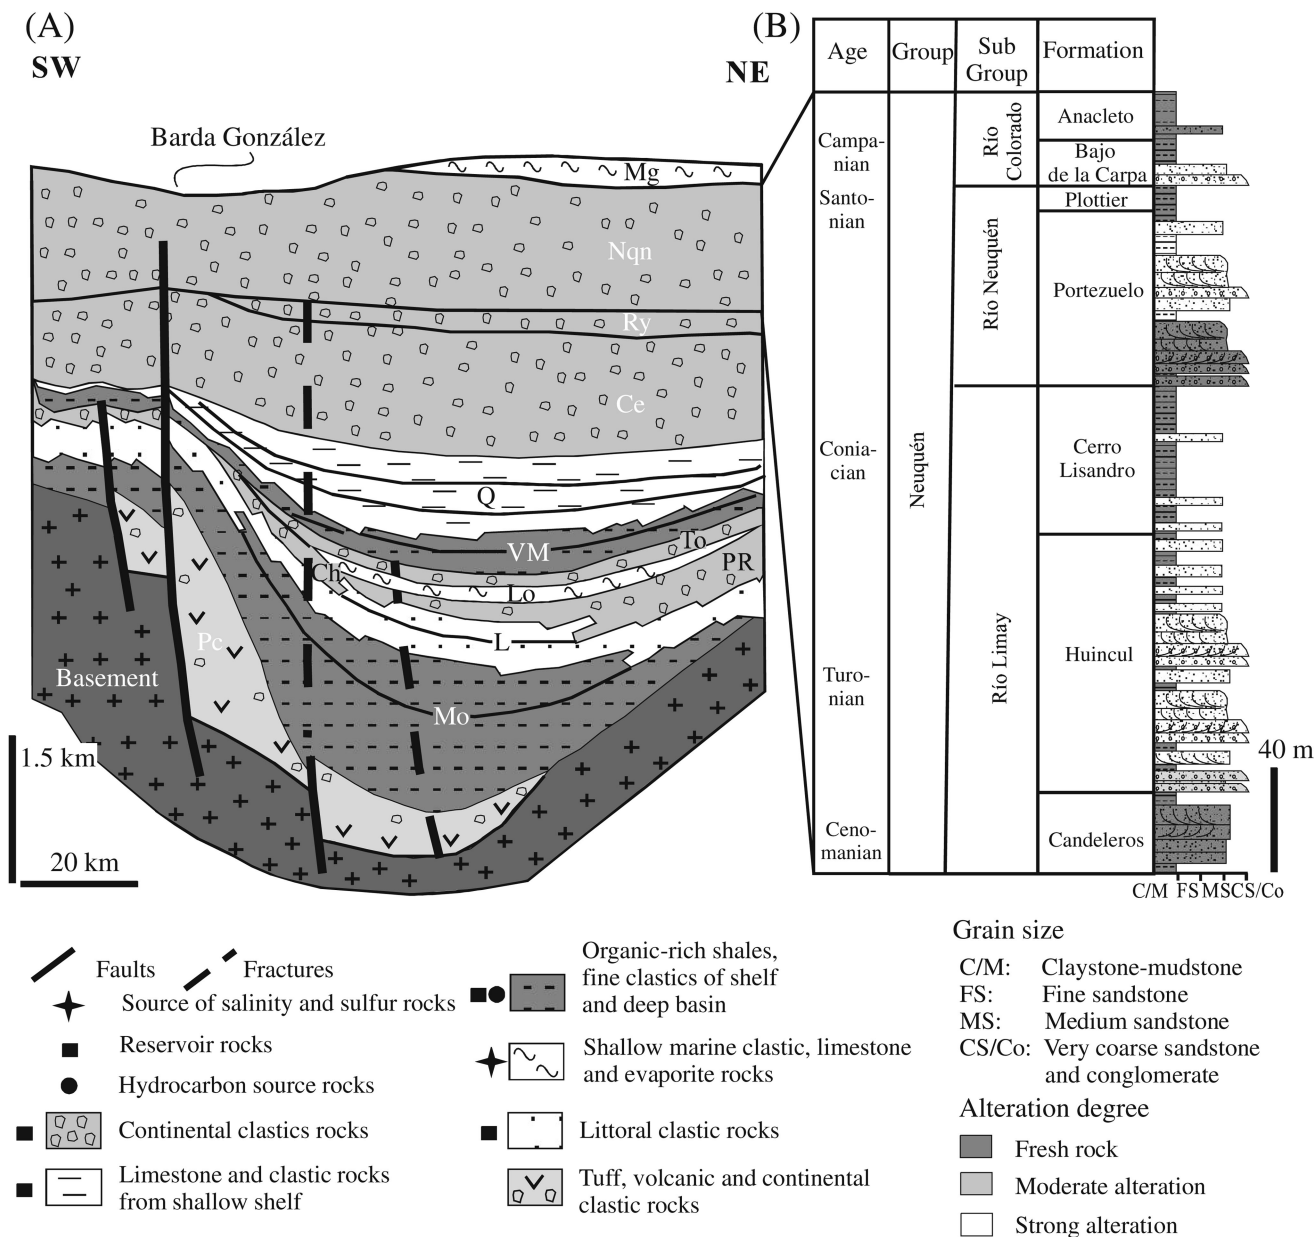 (A)
SW
NE
Barda González
Mg
Nqn
Ry
Ce
Q
VM
To
PR
Ch
Lo
L
Pc
Basement
Mo
1.5 km
20 km
(B)
Age
Group
Sub
Group
Formation
Campa-
nian
Santo-
nian
Conia-
cian
Turo-
nian
Ceno-
manian
Neuquén
Río
Colorado
Río Neuquén
Río Limay
Anacleto
Bajo
de la Carpa
Plottier
Portezuelo
Cerro
Lisandro
Huincul
Candeleros
40 m
C/M FS MS CS/Co
Faults
Fractures
Source of salinity and sulfur rocks
Reservoir rocks
Hydrocarbon source rocks
Continental clastics rocks
Limestone and clastic rocks
from shallow shelf
Organic-rich shales,
fine clastics of shelf
and deep basin
Shallow marine clastic, limestone
and evaporite rocks
Littoral clastic rocks
Tuff, volcanic and continental
clastic rocks
Grain size
C/M: Claystone-mudstone
FS: Fine sandstone
MS: Medium sandstone
CS/Co: Very coarse sandstone
and conglomerate
Alteration degree
Fresh rock
Moderate alteration
Strong alteration